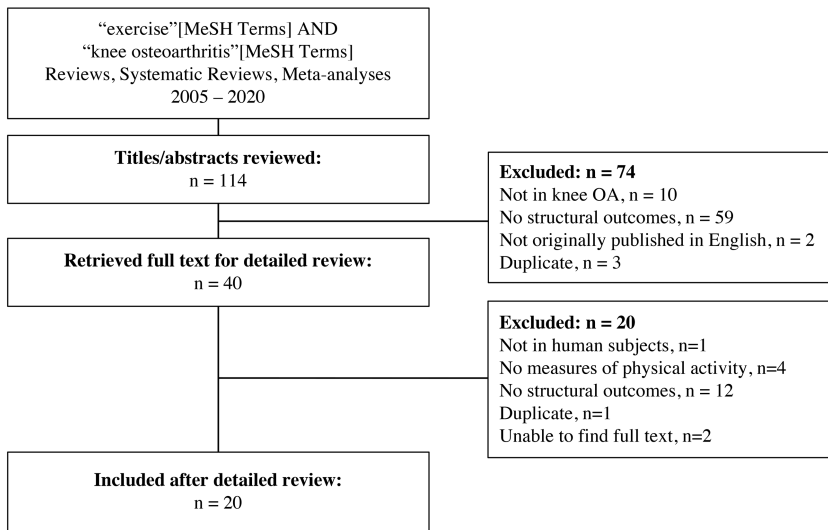 “exercise”[MeSH Terms] AND
“knee osteoarthritis”[MeSH Terms]
Reviews, Systematic Reviews, Meta-analyses
2005 – 2020
Titles/abstracts reviewed:
n = 114
Excluded: n = 74
Not in knee OA, n = 10
No structural outcomes, n = 59
Not originally published in English, n = 2
Duplicate, n = 3
Retrieved full text for detailed review:
n = 40
Excluded: n = 20
Not in human subjects, n=1
No measures of physical activity, n=4
No structural outcomes, n = 12
Duplicate, n=1
Unable to find full text, n=2
Included after detailed review:
n = 20